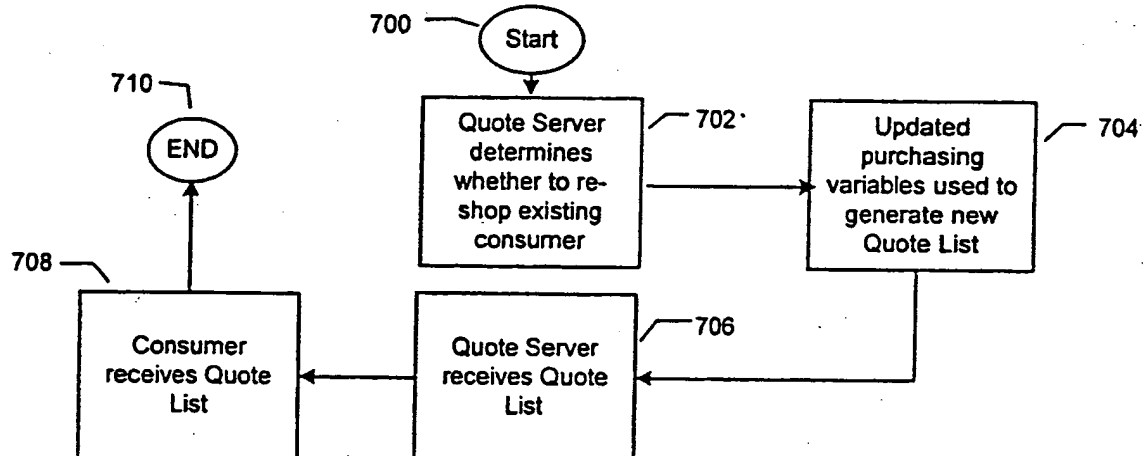 700
Start
710
END
Quote Server
determines
whether to re-
shop existing
consumer
702
Updated
purchasing
variables used to
generate new
Quote List
704
708
Consumer
receives Quote
List
Quote Server
receives Quote
List
706